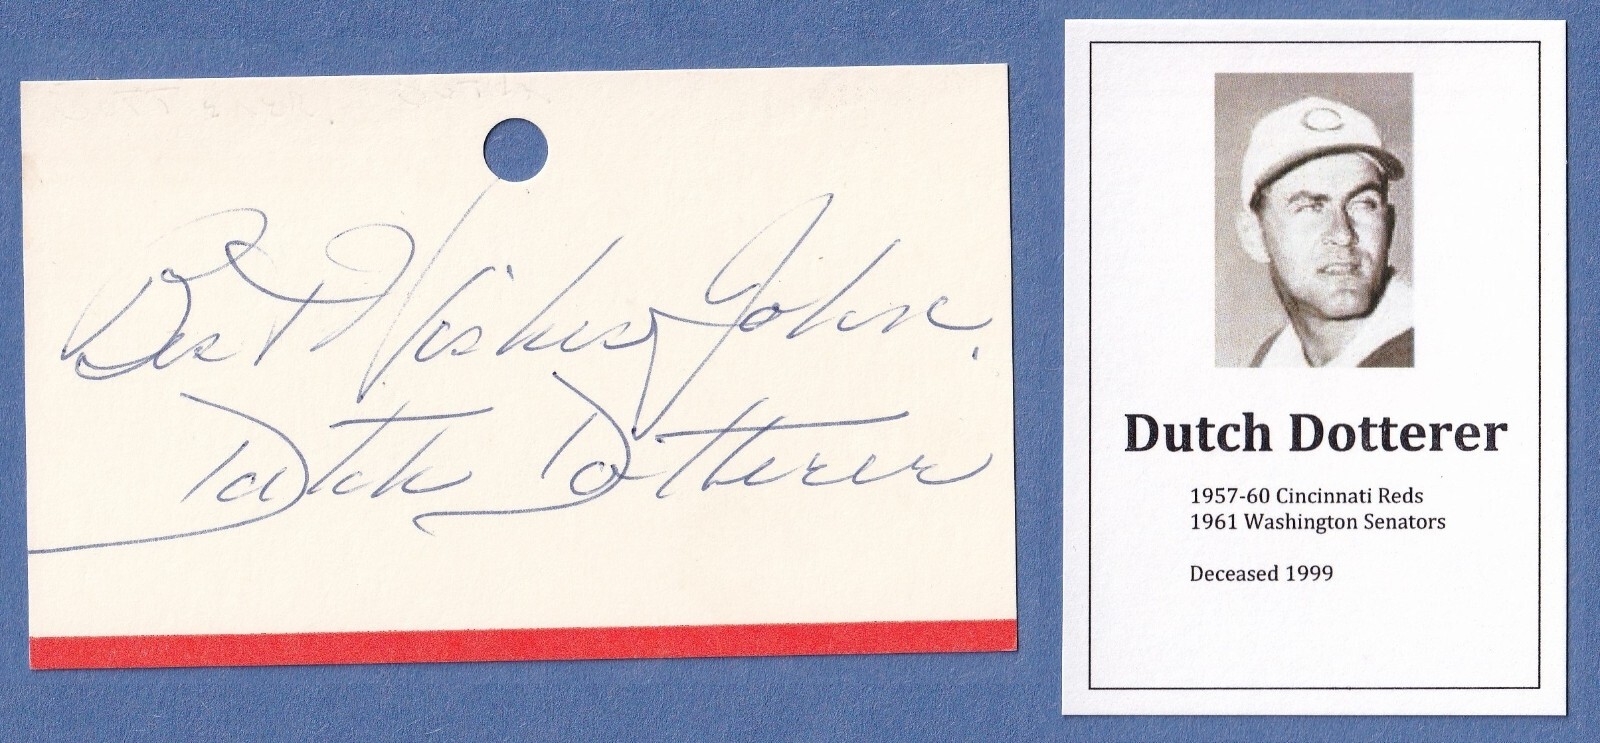 Best Wishes, John.
Dutch Dotterer
C
Dutch Dotterer
1957-60 Cincinnati Reds
1961 Washington Senators
Deceased 1999